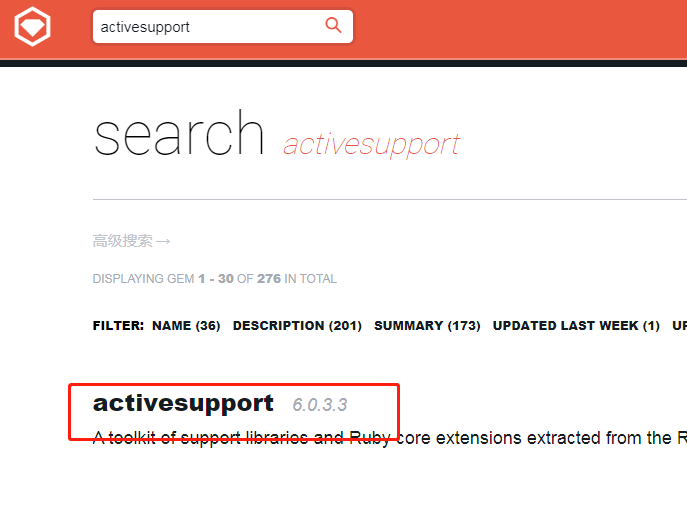 activesupport
search activesupport
高级搜索 →
DISPLAYING GEM 1 - 30 OF 276 IN TOTAL
FILTER: NAME (36) DESCRIPTION (201) SUMMARY (173) UPDATED LAST WEEK (1) UP
activesupport 6.0.3.3
A toolkit of support libraries and Ruby core extensions extracted from the R